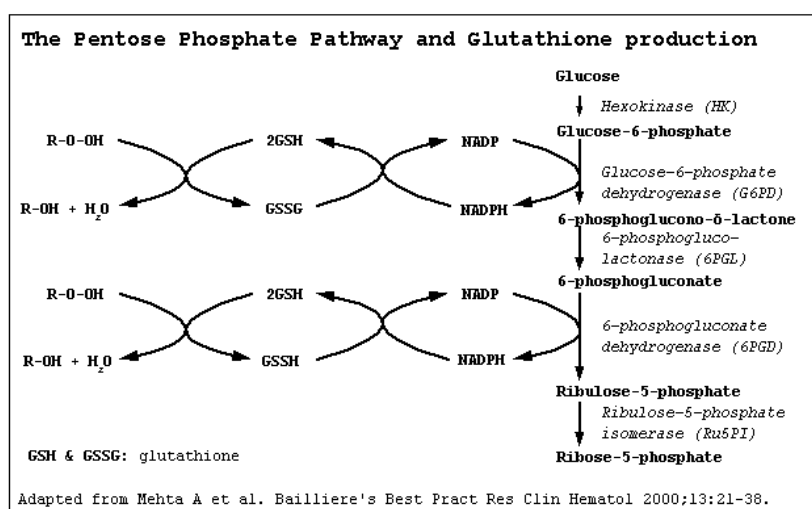 The Pentose Phosphate Pathway and Glutathione production
Glucose
Hexokinase (HK)
R-O-OH 2GSH NADP Glucose-6-phosphate
Glucose-6-phosphate
dehydrogenase (G6PD)
R-OH + H₂O GSSG NADPH 6-phosphoglucono-δ-lactone
6-phosphogluco-
lactonase (6PGL)
6-phosphogluconate
R-O-OH 2GSH NADP
6-phosphogluconate
dehydrogenase (6PGD)
R-OH + H₂O GSSH NADPH
Ribulose-5-phosphate
Ribulose-5-phosphate
isomerase (Ru5PI)
GSH & GSSG: glutathione Ribose-5-phosphate
Adapted from Mehta A et al. Bailliere's Best Pract Res Clin Hematol 2000;13:21-38.